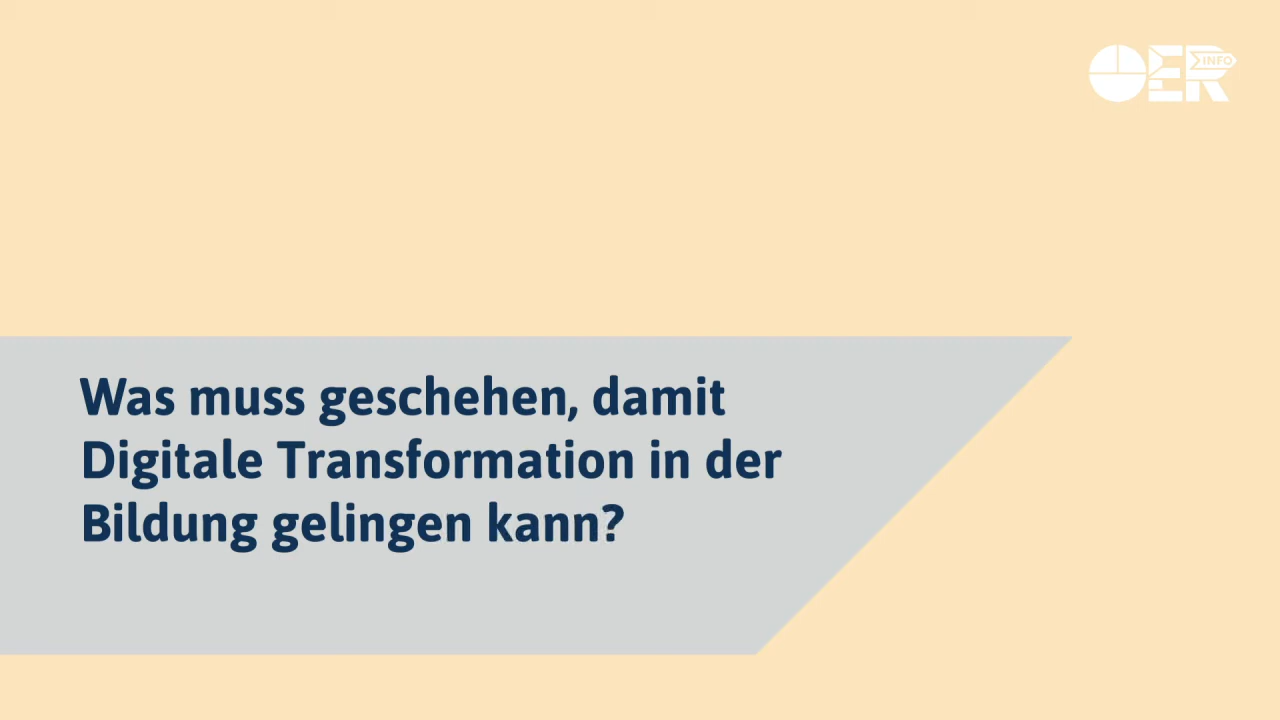 OER INFO
Was muss geschehen, damit
Digitale Transformation in der
Bildung gelingen kann?